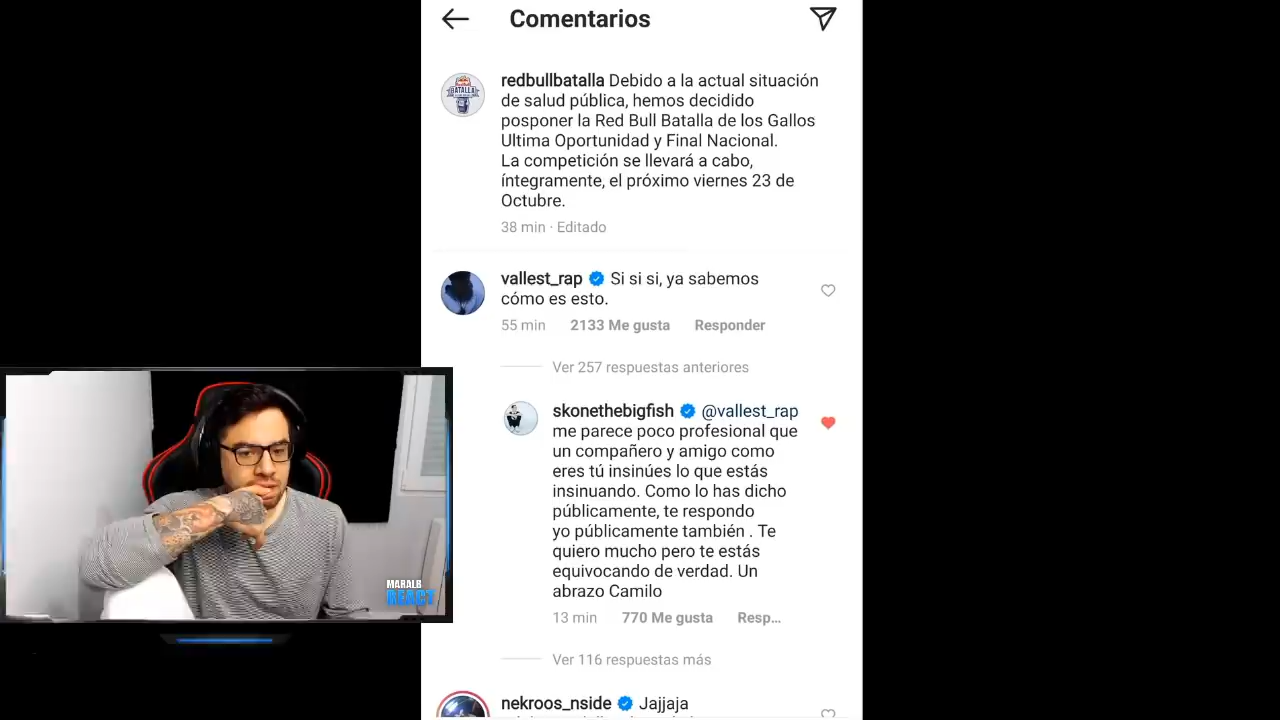 Comentarios
redbullbatalla Debido a la actual situación
de salud pública, hemos decidido
posponer la Red Bull Batalla de los Gallos
Ultima Oportunidad y Final Nacional.
La competición se llevará a cabo,
íntegramente, el próximo viernes 23 de
Octubre.
38 min · Editado
vallest_rap Si si si, ya sabemos
cómo es esto.
55 min 2133 Me gusta Responder
Ver 257 respuestas anteriores
skonethebigfish @vallest_rap
me parece poco profesional que
un compañero y amigo como
eres tú insinúes lo que estás
insinuando. Como lo has dicho
públicamente, te respondo
yo públicamente también . Te
quiero mucho pero te estás
equivocando de verdad. Un
abrazo Camilo
13 min 770 Me gusta Resp...
Ver 116 respuestas más
nekroos_nside Jajjaja
BATALLA
MARALB
REACT